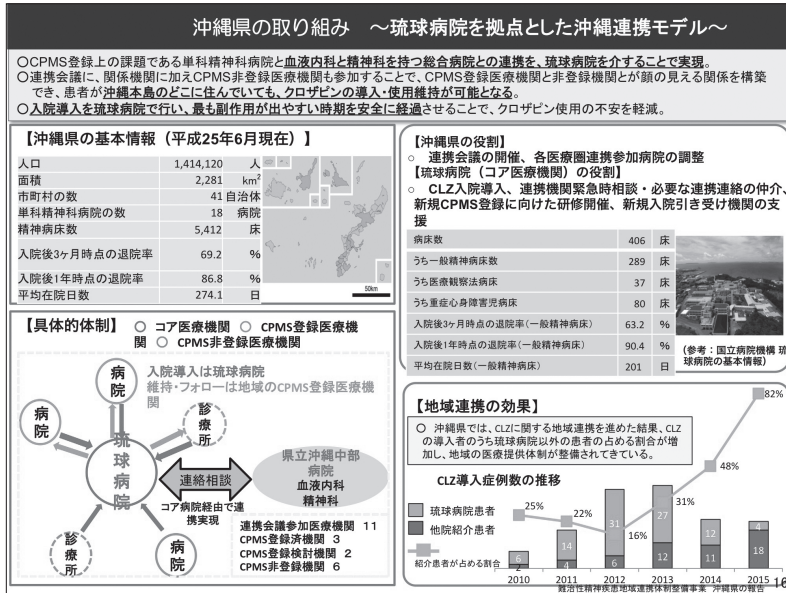 沖縄県の取り組み　～琉球病院を拠点とした沖縄連携モデル～
○CPMS登録上の課題である単科精神科病院と血液内科と精神科を持つ総合病院との連携を、琉球病院を介することで実現。
○連携会議に、関係機関に加えCPMS非登録医療機関も参加することで、CPMS登録医療機関と非登録機関とが顔の見える関係を構築
でき、患者が沖縄本島のどこに住んでいても、クロザピンの導入・使用維持が可能となる。
○入院導入を琉球病院で行い、最も副作用が出やすい時期を安全に経過させることで、クロザピン使用の不安を軽減。
【沖縄県の基本情報（平成25年6月現在）】
人口 1,414,120 人
面積 2,281 km2
市町村の数 41 自治体
単科精神科病院の数 18 病院
精神病床数 5,412 床
入院後3ヶ月時点の退院率 69.2 %
入院後1年時点の退院率 86.8 %
平均在院日数 274.1 日
50km
【沖縄県の役割】
○ 連携会議の開催、各医療圏連携参加病院の調整
【琉球病院（コア医療機関）の役割】
○ CLZ入院導入、連携機関緊急時相談・必要な連携連絡の仲介、
新規CPMS登録に向けた研修開催、新規入院引き受け機関の支
援
病床数 406 床
うち一般精神病床数 289 床
うち医療観察法病床 37 床
うち重症心身障害児病床 80 床
入院後3ヶ月時点の退院率（一般精神病床） 63.2 %
入院後1年時点の退院率（一般精神病床） 90.4 %
平均在院日数（一般精神病床） 201 日
（参考：国立病院機構 琉
球病院の基本情報）
【具体的体制】 ○ コア医療機関 ○ CPMS登録医療機
関 ○ CPMS非登録医療機関
入院導入は琉球病院
維持・フォローは地域のCPMS登録医療機
関
病院
病院
診療所
琉球病院
診療所
病院
連絡相談
コア病院経由で連
携実現
県立沖縄中部
病院
血液内科
精神科
連携会議参加医療機関 11
CPMS登録済機関 3
CPMS登録検討機関 2
CPMS非登録機関 6
【地域連携の効果】
○ 沖縄県では、CLZに関する地域連携を進めた結果、CLZ
の導入者のうち琉球病院以外の患者の占める割合が増
加し、地域の医療提供体制が整備されてきている。
CLZ導入症例数の推移
琉球病院患者
他院紹介患者
紹介患者が占める割合
25% 22% 16% 31% 48% 82%
6 14 31 27 12 4
2 4 6 12 11 18
2010 2011 2012 2013 2014 2015
難治性精神疾患地域連携体制整備事業 沖縄県の報告
16